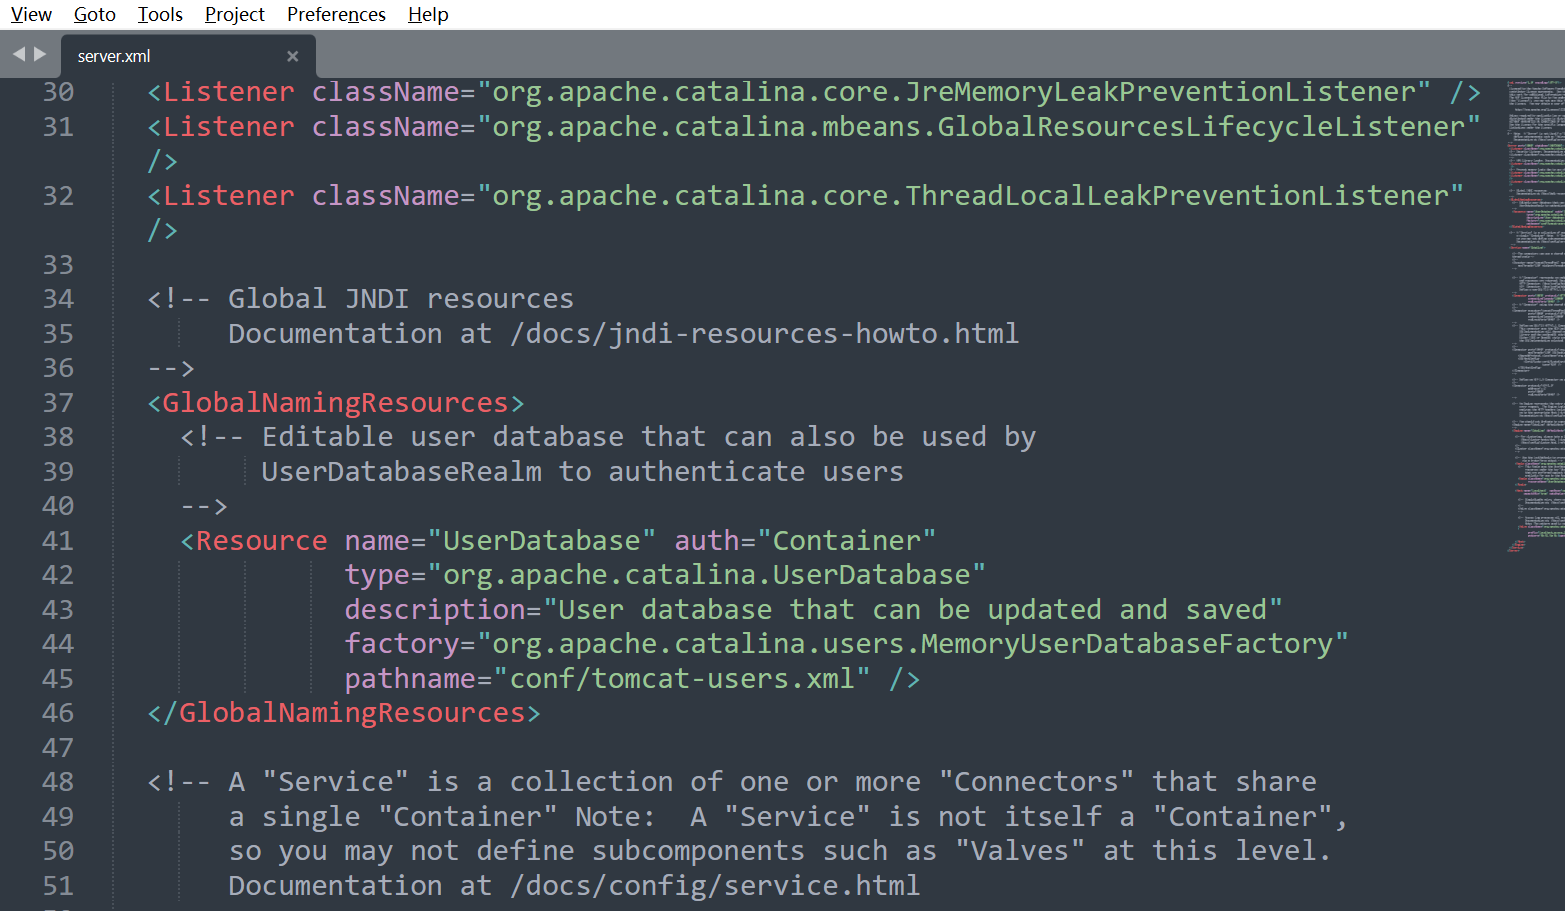 View Goto Tools Project Preferences Help
server.xml
30 <Listener className="org.apache.catalina.core.JreMemoryLeakPreventionListener" />
31 <Listener className="org.apache.catalina.mbeans.GlobalResourcesLifecycleListener"
/>
32 <Listener className="org.apache.catalina.core.ThreadLocalLeakPreventionListener"
/>
33
34 <!-- Global JNDI resources
35 Documentation at /docs/jndi-resources-howto.html
36 -->
37 <GlobalNamingResources>
38 <!-- Editable user database that can also be used by
39 UserDatabaseRealm to authenticate users
40 -->
41 <Resource name="UserDatabase" auth="Container"
42 type="org.apache.catalina.UserDatabase"
43 description="User database that can be updated and saved"
44 factory="org.apache.catalina.users.MemoryUserDatabaseFactory"
45 pathname="conf/tomcat-users.xml" />
46 </GlobalNamingResources>
47
48 <!-- A "Service" is a collection of one or more "Connectors" that share
49 a single "Container" Note:  A "Service" is not itself a "Container",
50 so you may not define subcomponents such as "Valves" at this level.
51 Documentation at /docs/config/service.html